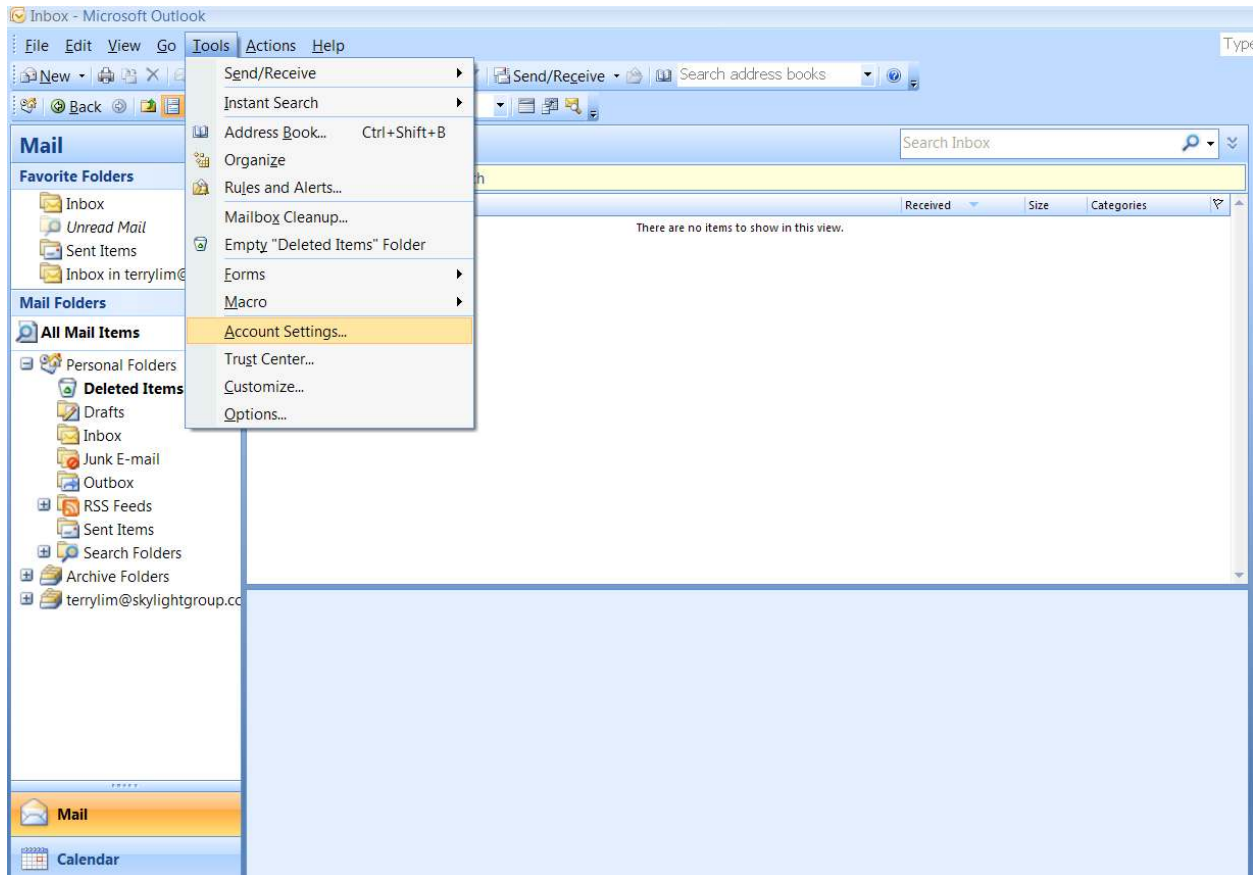 Inbox - Microsoft Outlook
File Edit View Go Tools Actions Help
Type
New
Send/Receive
Search address books
Back
Send/Receive
Instant Search
Address Book... Ctrl+Shift+B
Organize
Rules and Alerts...
Mailbox Cleanup...
Empty "Deleted Items" Folder
Forms
Macro
Account Settings...
Trust Center...
Customize...
Options...
Mail
Favorite Folders
Inbox
Unread Mail
Sent Items
Inbox in terrylim@
Mail Folders
All Mail Items
Personal Folders
Deleted Items
Drafts
Inbox
Junk E-mail
Outbox
RSS Feeds
Sent Items
Search Folders
Archive Folders
terrylim@skylightgroup.co
Search Inbox
Received Size Categories
There are no items to show in this view.
Mail
Calendar